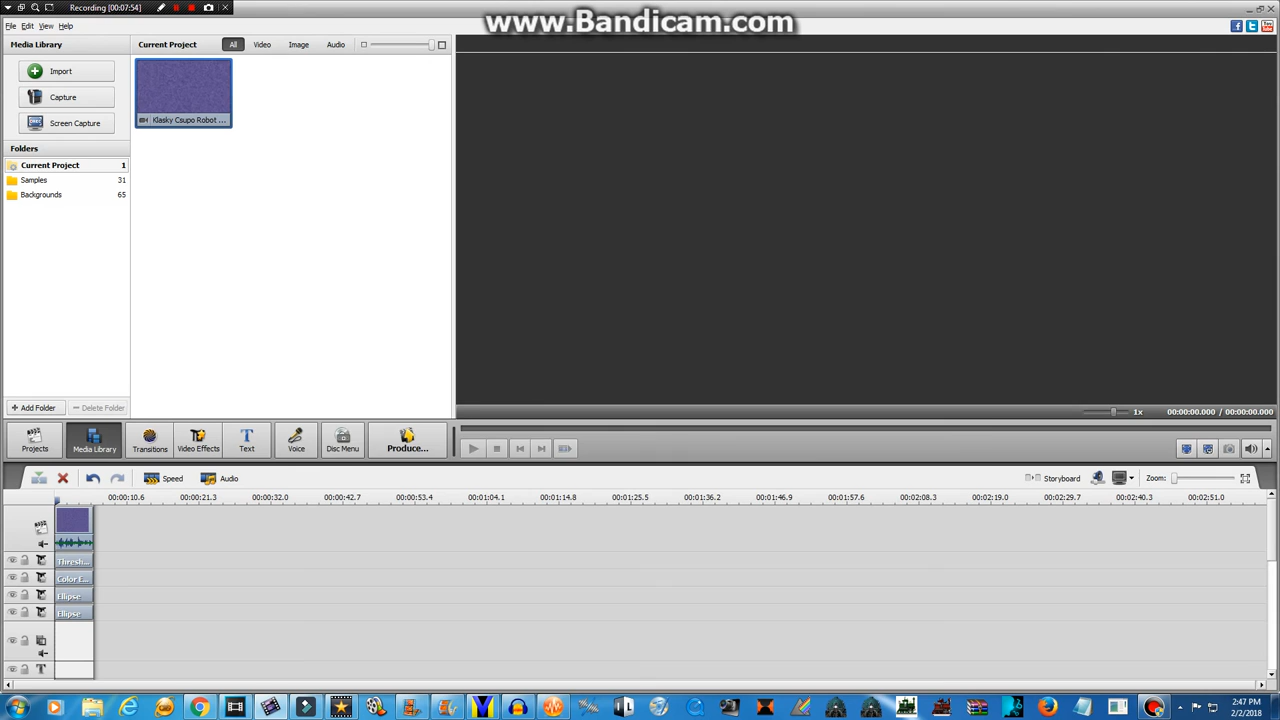 Recording [00:07:54]
www.Bandicam.com
File Edit View Help
Media Library
Current Project
All
Video
Image
Audio
Import
Capture
Screen Capture
Klasky Csupo Robot ...
Folders
Current Project 1
Samples 31
Backgrounds 65
Add Folder
Delete Folder
1x
00:00:00.000 / 00:00:00.000
Projects
Media Library
Transitions
Video Effects
Text
Voice
Disc Menu
Produce...
Speed
Audio
Storyboard
Zoom:
00:00:10.6 00:00:21.3 00:00:32.0 00:00:42.7 00:00:53.4 00:01:04.1 00:01:14.8 00:01:25.5 00:01:36.2 00:01:46.9 00:01:57.6 00:02:08.3 00:02:19.0 00:02:29.7 00:02:40.3 00:02:51.0
Thresh...
Color E...
Ellipse
Ellipse
T
2:47 PM
2/2/2018